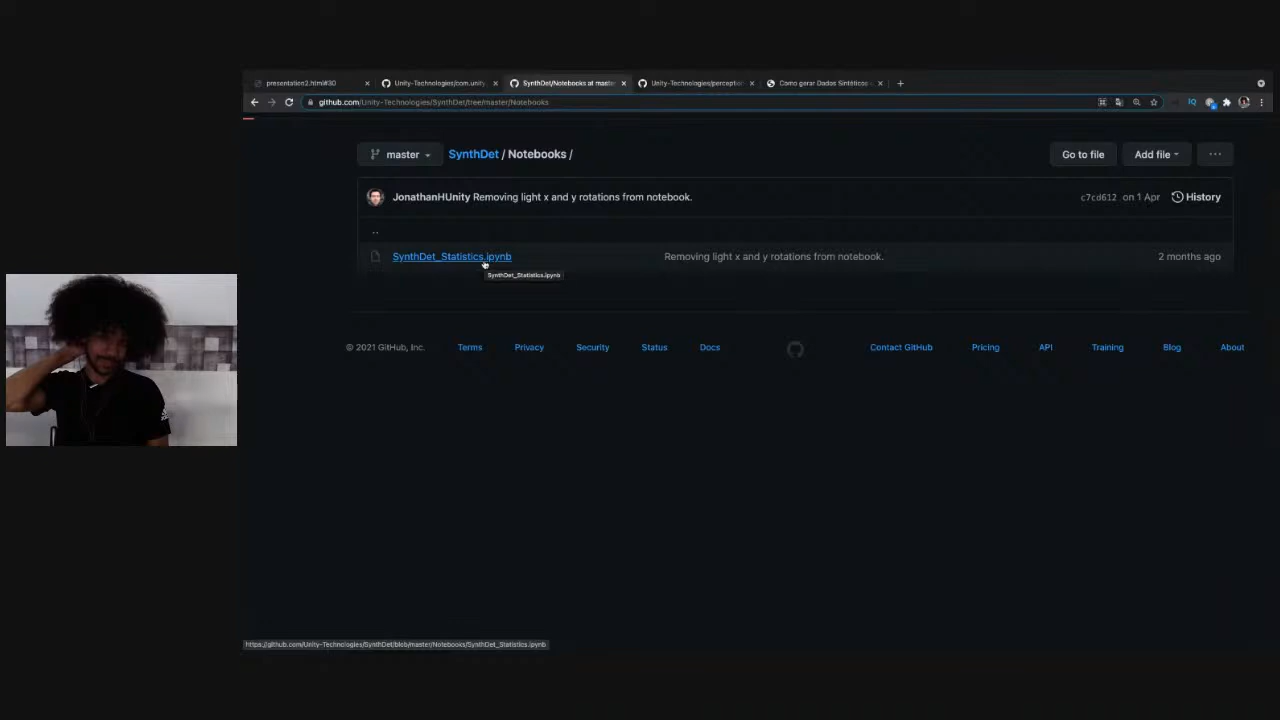 presentation2.html#30
Unity-Technologies/com.unity.
SynthDet/Notebooks at master
Unity-Technologies/perception
Como gerar Dados Sintéticos
github.com/Unity-Technologies/SynthDet/tree/master/Notebooks
master
SynthDet / Notebooks /
Go to file
Add file
JonathanHUnity Removing light x and y rotations from notebook.
c7cd612 on 1 Apr
History
..
SynthDet_Statistics.ipynb
Removing light x and y rotations from notebook.
2 months ago
SynthDet_Statistics.ipynb
© 2021 GitHub, Inc.
Terms
Privacy
Security
Status
Docs
Contact GitHub
Pricing
API
Training
Blog
About
https://github.com/Unity-Technologies/SynthDet/blob/master/Notebooks/SynthDet_Statistics.ipynb